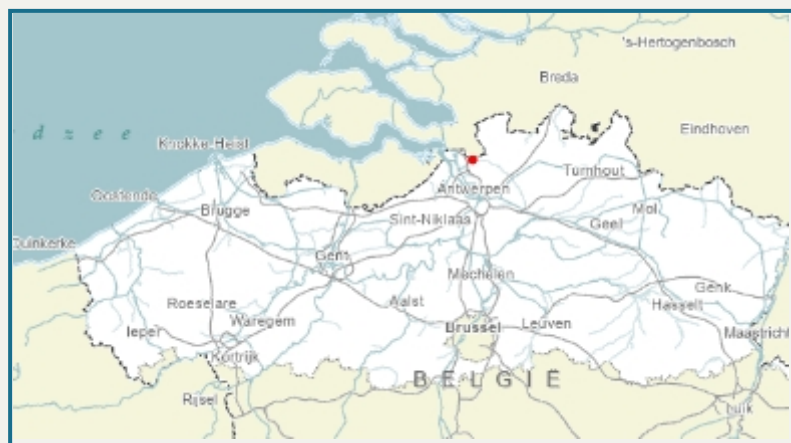 's-Hertogenbosch
Breda
Eindhoven
d z e e
Knokke-Heist
Turnhout
Antwerpen
Oostende
Brugge
Sint-Niklaas
Mol
Geel
Duinkerke
Gent
Mechelen
Genk
Roeselare
Aalst
Hasselt
Waregem
Brussel
Leuven
Ieper
Maastricht
Kortrijk
BELGIË
Rijsel
Luik